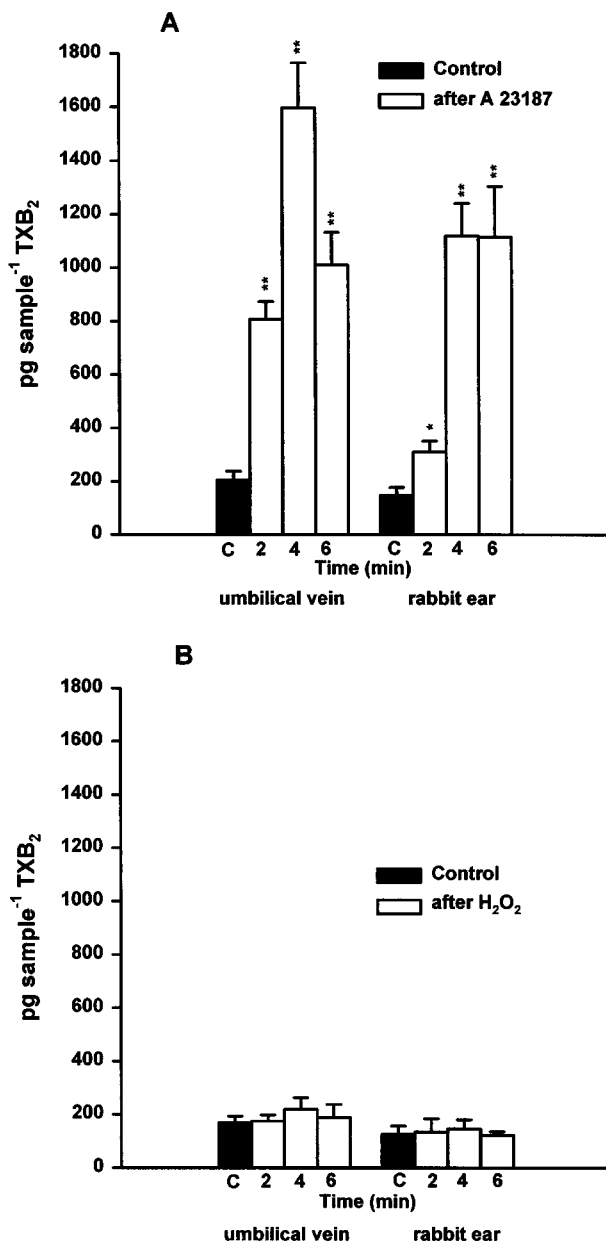 A
1800
1600
1400
1200
1000
800
600
400
200
0
pg sample⁻¹ TXB₂
Control
after A 23187
** ** ** * ** **
C 2 4 6 C 2 4 6
Time (min)
umbilical vein rabbit ear
B
1800
1600
1400
1200
1000
800
600
400
200
0
pg sample⁻¹ TXB₂
Control
after H₂O₂
C 2 4 6 C 2 4 6
Time (min)
umbilical vein rabbit ear